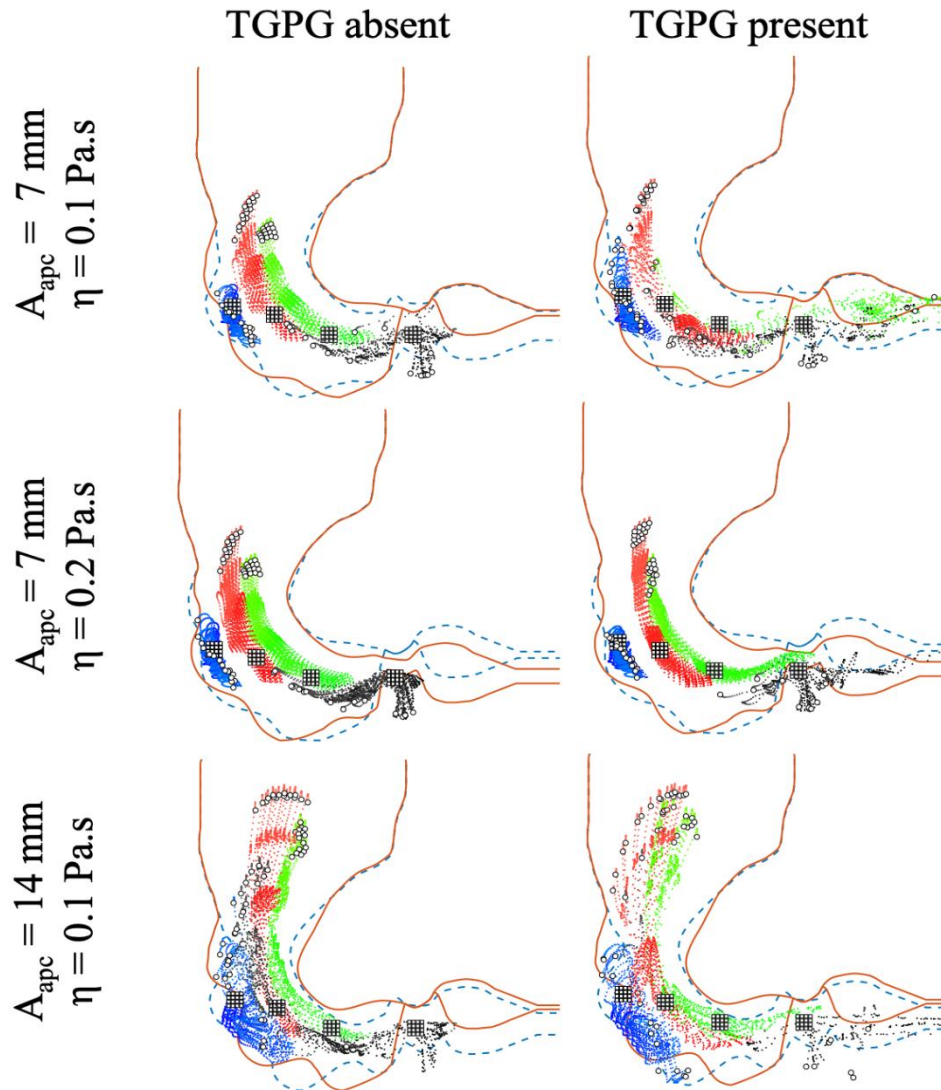 TGPG absent
TGPG present
A_apc = 7 mm
η = 0.1 Pa.s
A_apc = 7 mm
η = 0.2 Pa.s
A_apc = 14 mm
η = 0.1 Pa.s